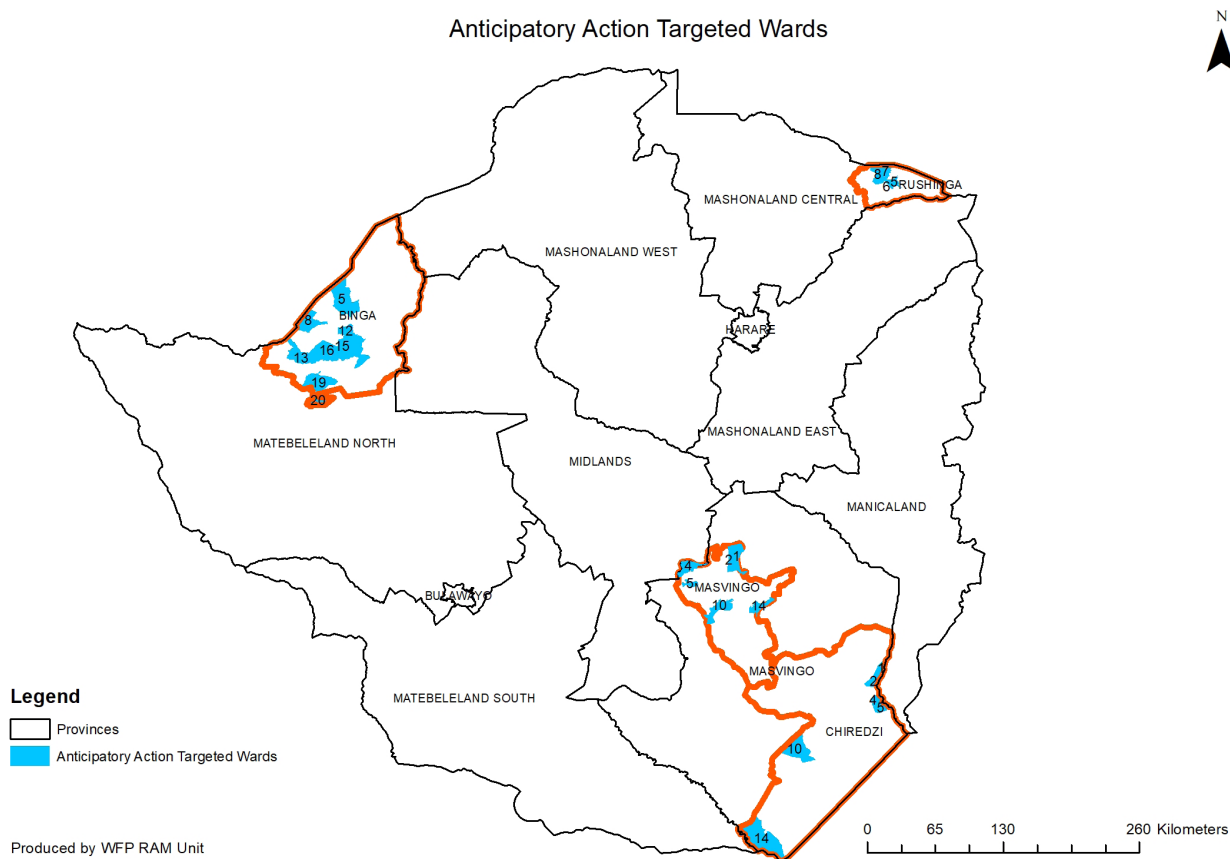 Anticipatory Action Targeted Wards
N
87
5 RUSHINGA
6
MASHONALAND CENTRAL
MASHONALAND WEST
5
BINGA
8
12
HARARE
13 16 15
19
20
MATEBELELAND NORTH
MASHONALAND EAST
MIDLANDS
MANICALAND
21
4
5
MASVINGO
10 14
BULAWAYO
MASVINGO
1
2
MATEBELELAND SOUTH
4
5
CHIREDZI
10
14
Legend
Provinces
Anticipatory Action Targeted Wards
0 65 130 260 Kilometers
Produced by WFP RAM Unit